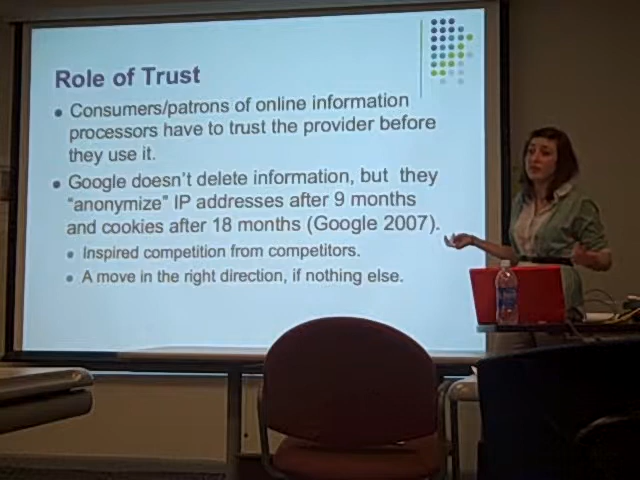 Role of Trust
Consumers/patrons of online information
processors have to trust the provider before
they use it.
Google doesn't delete information, but they
"anonymize" IP addresses after 9 months
and cookies after 18 months (Google 2007).
Inspired competition from competitors.
A move in the right direction, if nothing else.